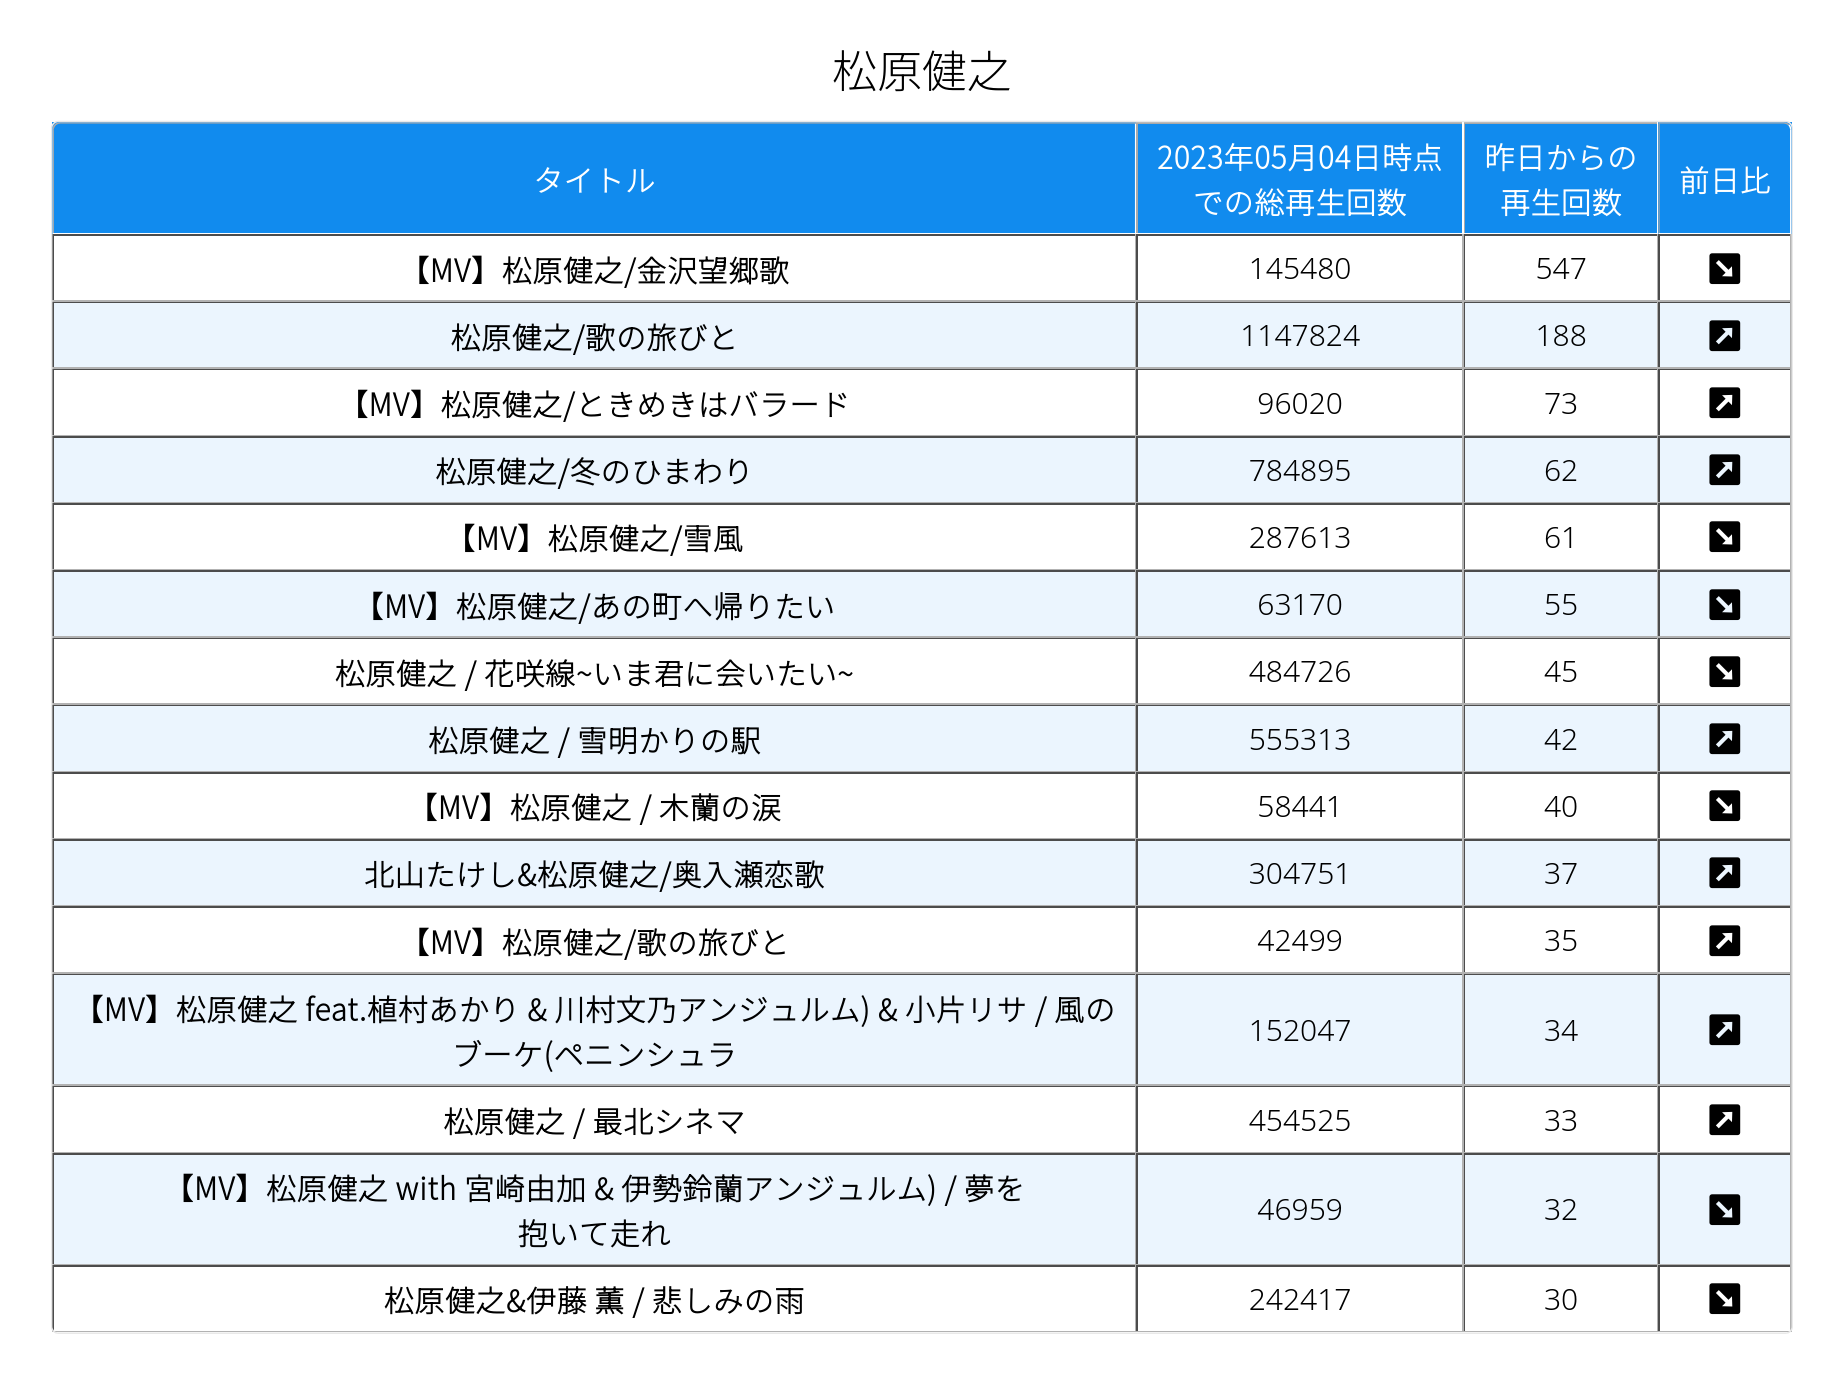 松原健之
タイトル 2023年05月04日時点 昨日からの 前日比
での総再生回数 再生回数
【MV】松原健之/金沢望郷歌 145480 547
松原健之/歌の旅びと 1147824 188
【MV】松原健之/ときめきはバラード 96020 73
松原健之/冬のひまわり 784895 62
【MV】松原健之/雪風 287613 61
【MV】松原健之/あの町へ帰りたい 63170 55
松原健之 / 花咲線~いま君に会いたい~ 484726 45
松原健之 / 雪明かりの駅 555313 42
【MV】松原健之 / 木蘭の涙 58441 40
北山たけし&松原健之/奥入瀬恋歌 304751 37
【MV】松原健之/歌の旅びと 42499 35
【MV】松原健之 feat.植村あかり & 川村文乃アンジュルム) & 小片リサ / 風の
ブーケ(ペニンシュラ 152047 34
松原健之 / 最北シネマ 454525 33
【MV】松原健之 with 宮崎由加 & 伊勢鈴蘭アンジュルム) / 夢を
抱いて走れ 46959 32
松原健之&伊藤 薫 / 悲しみの雨 242417 30